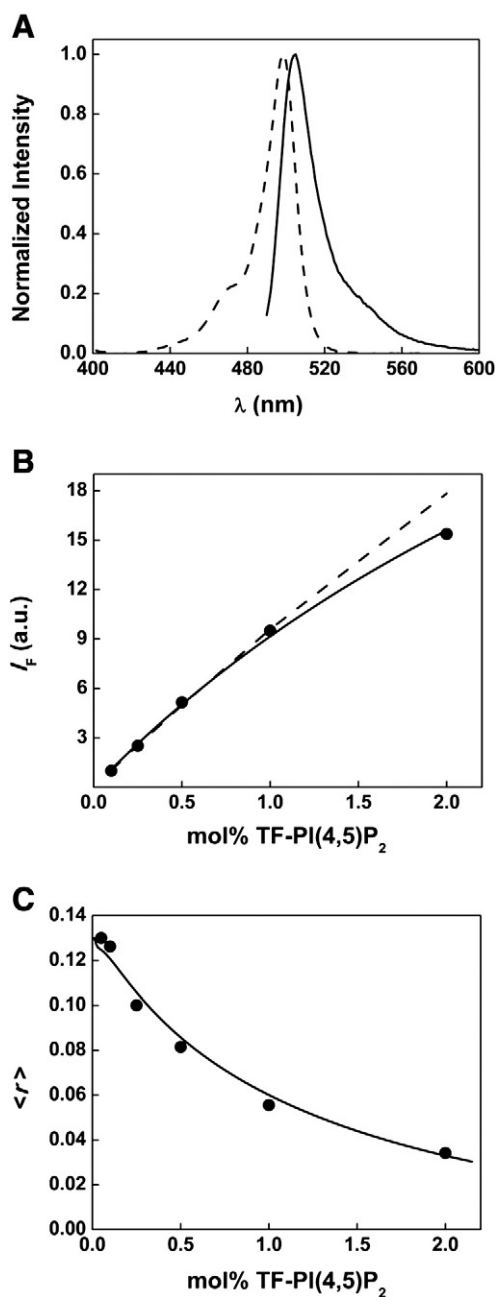 A
1.0
0.8
0.6
0.4
0.2
0.0
Normalized Intensity
400 440 480 520 560 600
λ (nm)
B
18
15
12
9
6
3
I_F (a.u.)
0.0 0.5 1.0 1.5 2.0
mol% TF-PI(4,5)P₂
C
0.14
0.12
0.10
0.08
0.06
0.04
0.02
0.00
<r>
0.0 0.5 1.0 1.5 2.0
mol% TF-PI(4,5)P₂